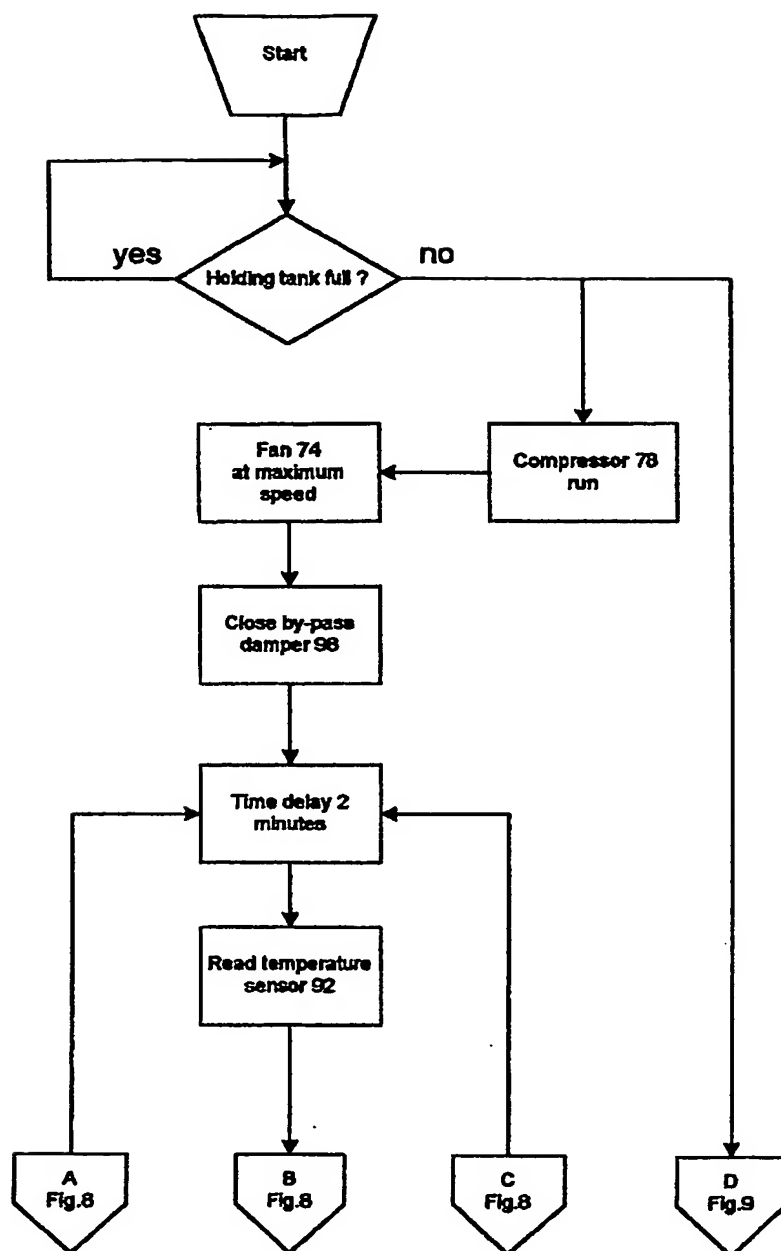 Start
yes
Holding tank full ?
no
Fan 74
at maximum
speed
Compressor 78
run
Close by-pass
damper 98
Time delay 2
minutes
Read temperature
sensor 92
A
Fig.8
B
Fig.8
C
Fig.8
D
Fig.9